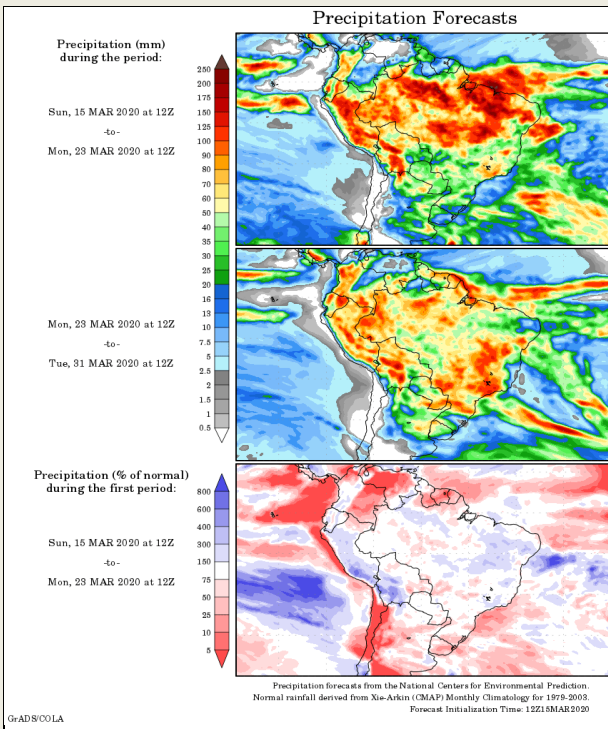 Precipitation Forecasts
Precipitation (mm)
during the period:
Sun, 15 MAR 2020 at 12Z
-to-
Mon, 23 MAR 2020 at 12Z
250
200
175
150
125
100
90
80
70
60
50
40
35
30
25
20
16
13
10
7.5
5
2.5
2
1.5
1
0.5
Mon, 23 MAR 2020 at 12Z
-to-
Tue, 31 MAR 2020 at 12Z
Precipitation (% of normal)
during the first period:
Sun, 15 MAR 2020 at 12Z
-to-
Mon, 23 MAR 2020 at 12Z
800
600
400
300
150
75
50
25
10
5
Precipitation forecasts from the National Centers for Environmental Prediction.
Normal rainfall derived from Xie-Arkin (CMAP) Monthly Climatology for 1979-2003.
Forecast Initialization Time: 12Z15MAR2020
GrADS/COLA